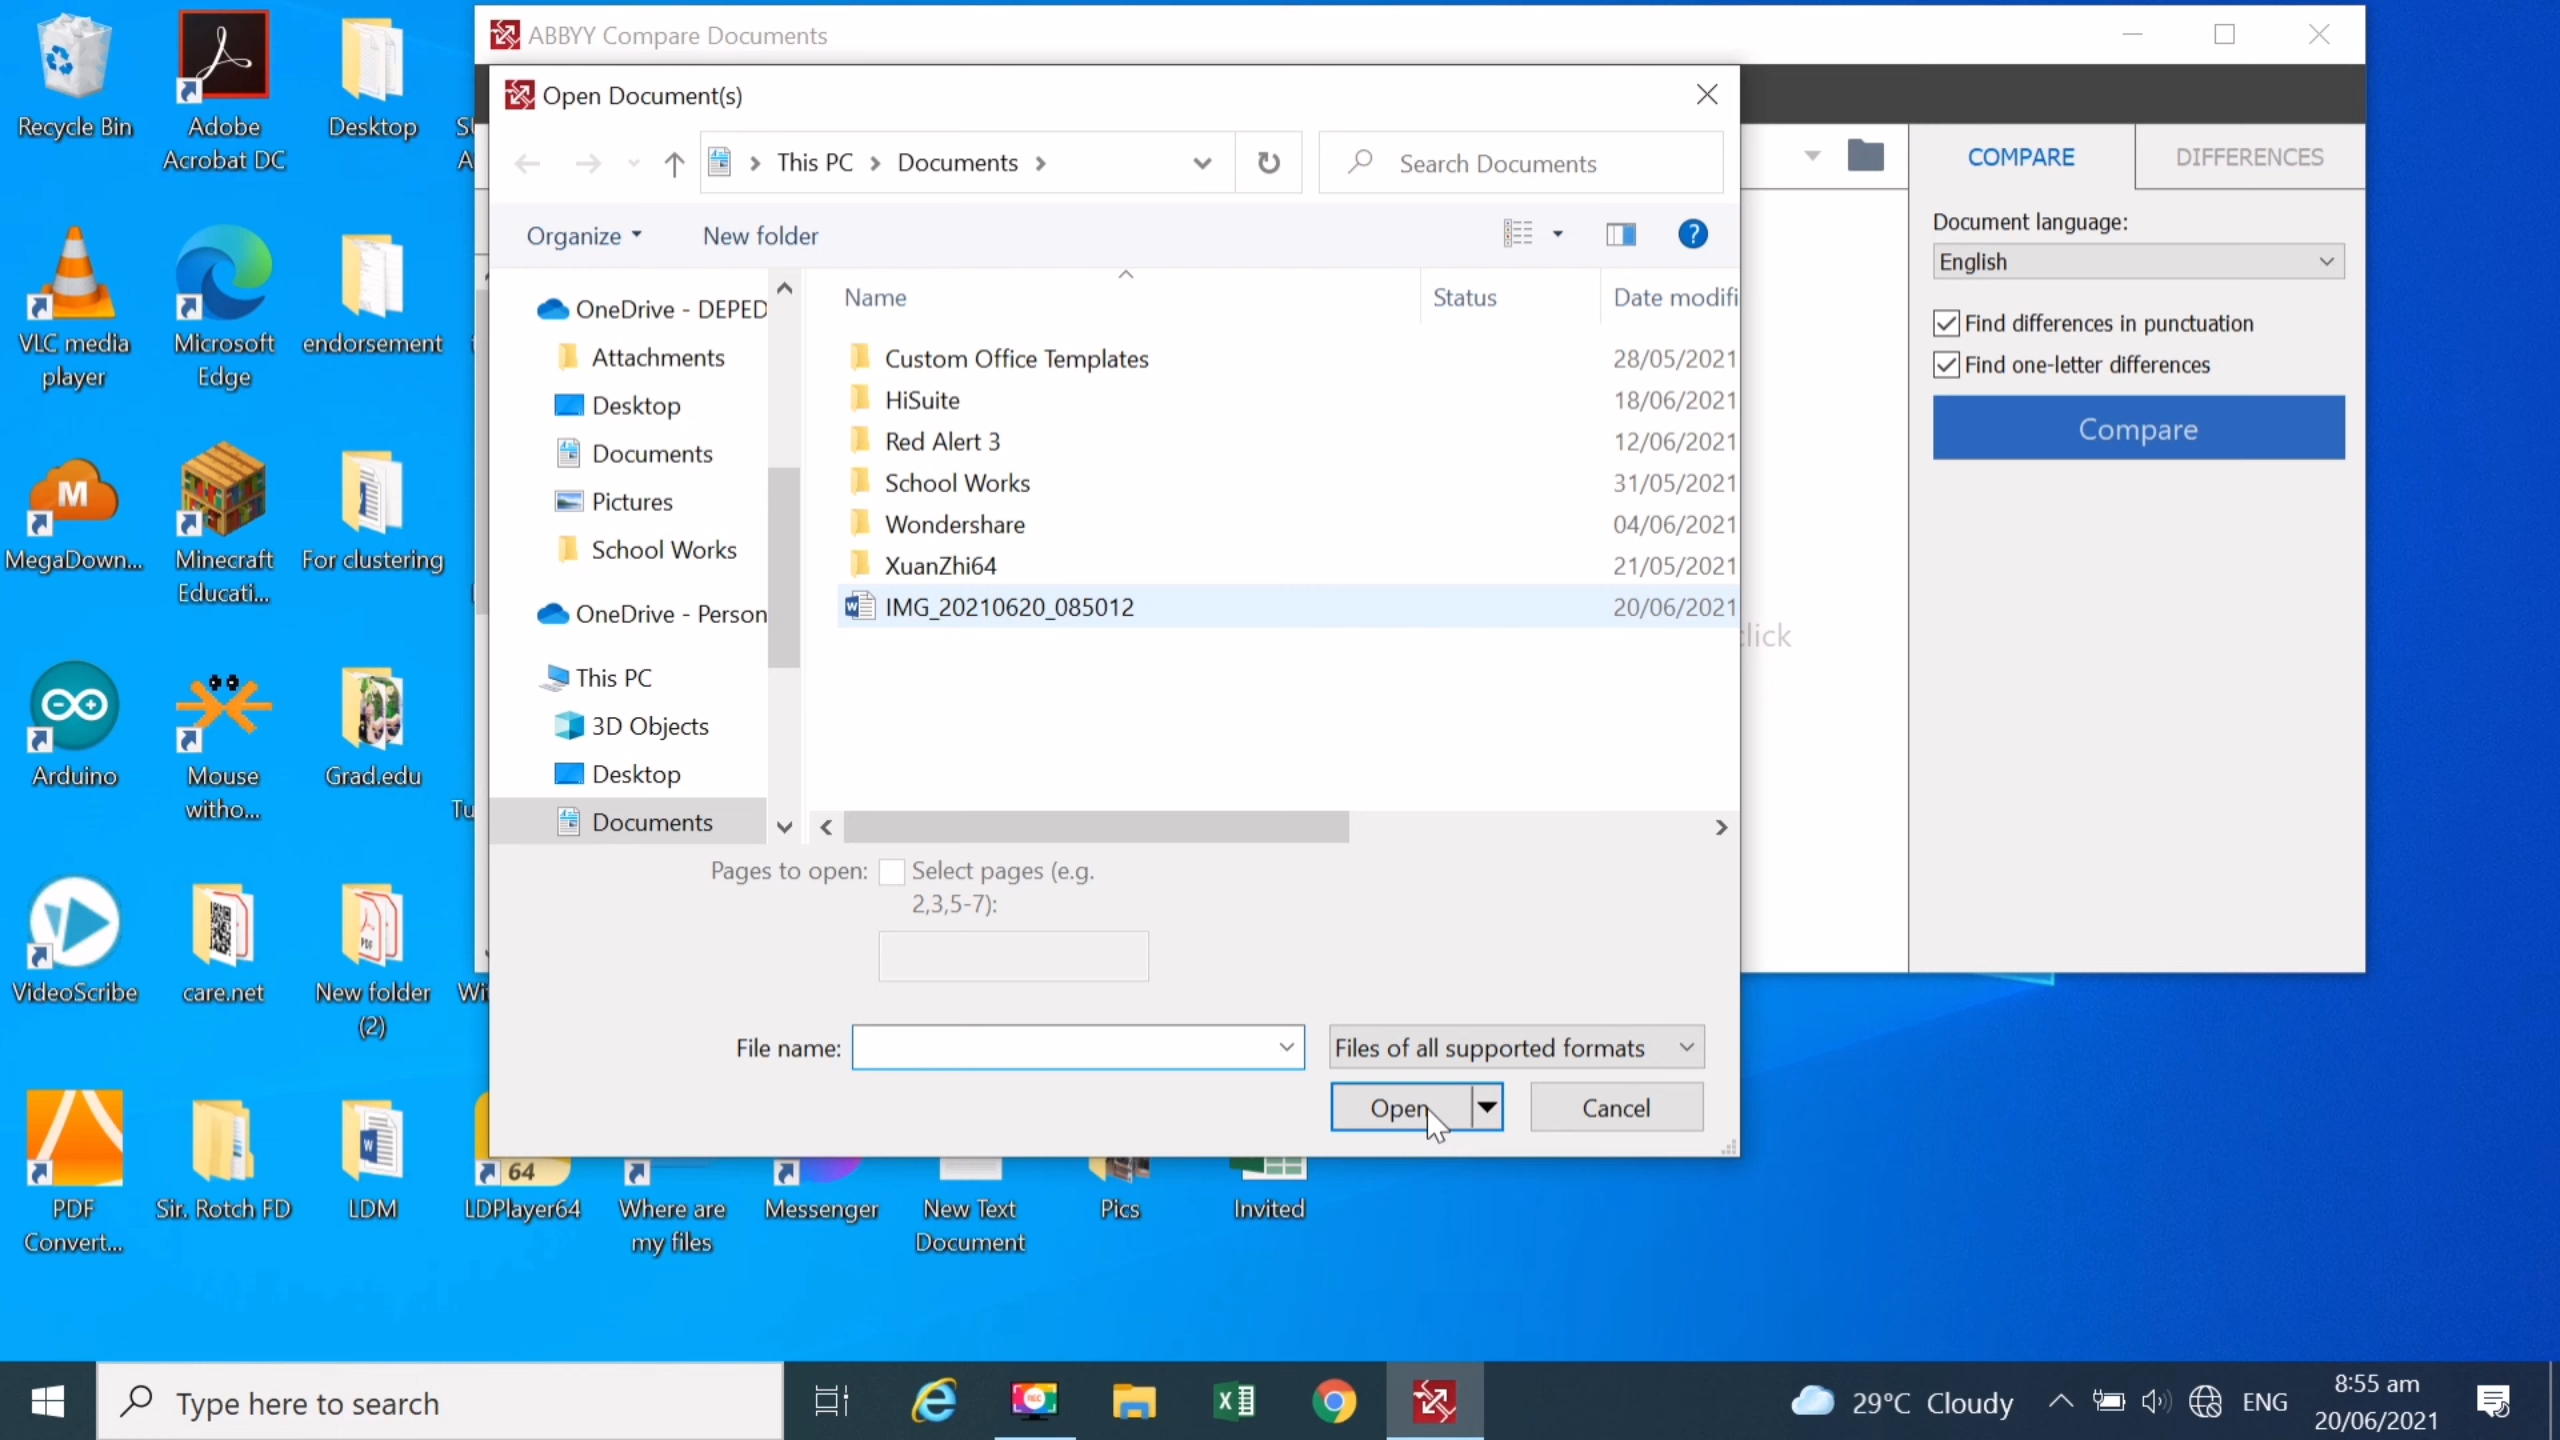 Recycle Bin
Adobe
Acrobat DC
Desktop
VLC media
player
Microsoft
Edge
endorsement
MegaDown...
Minecraft
Educati...
For clustering
Arduino
Mouse
witho...
Grad.edu
VideoScribe
care.net
New folder
(2)
PDF
Convert...
Sir. Rotch FD
LDM
64
LDPlayer64
Where are
my files
Messenger
New Text
Document
Pics
Invited
ABBYY Compare Documents
Open Document(s)
This PC
Documents
Search Documents
Organize
New folder
OneDrive - DEPED
Attachments
Desktop
Documents
Pictures
School Works
OneDrive - Person
This PC
3D Objects
Desktop
Documents
Name Status Date modifi
Custom Office Templates 28/05/2021
HiSuite 18/06/2021
Red Alert 3 12/06/2021
School Works 31/05/2021
Wondershare 04/06/2021
XuanZhi64 21/05/2021
IMG_20210620_085012 20/06/2021
Pages to open: Select pages (e.g.
2,3,5-7):
File name:
Files of all supported formats
Open
Cancel
click
COMPARE
DIFFERENCES
Document language:
English
Find differences in punctuation
Find one-letter differences
Compare
Type here to search
29°C Cloudy
ENG
8:55 am
20/06/2021